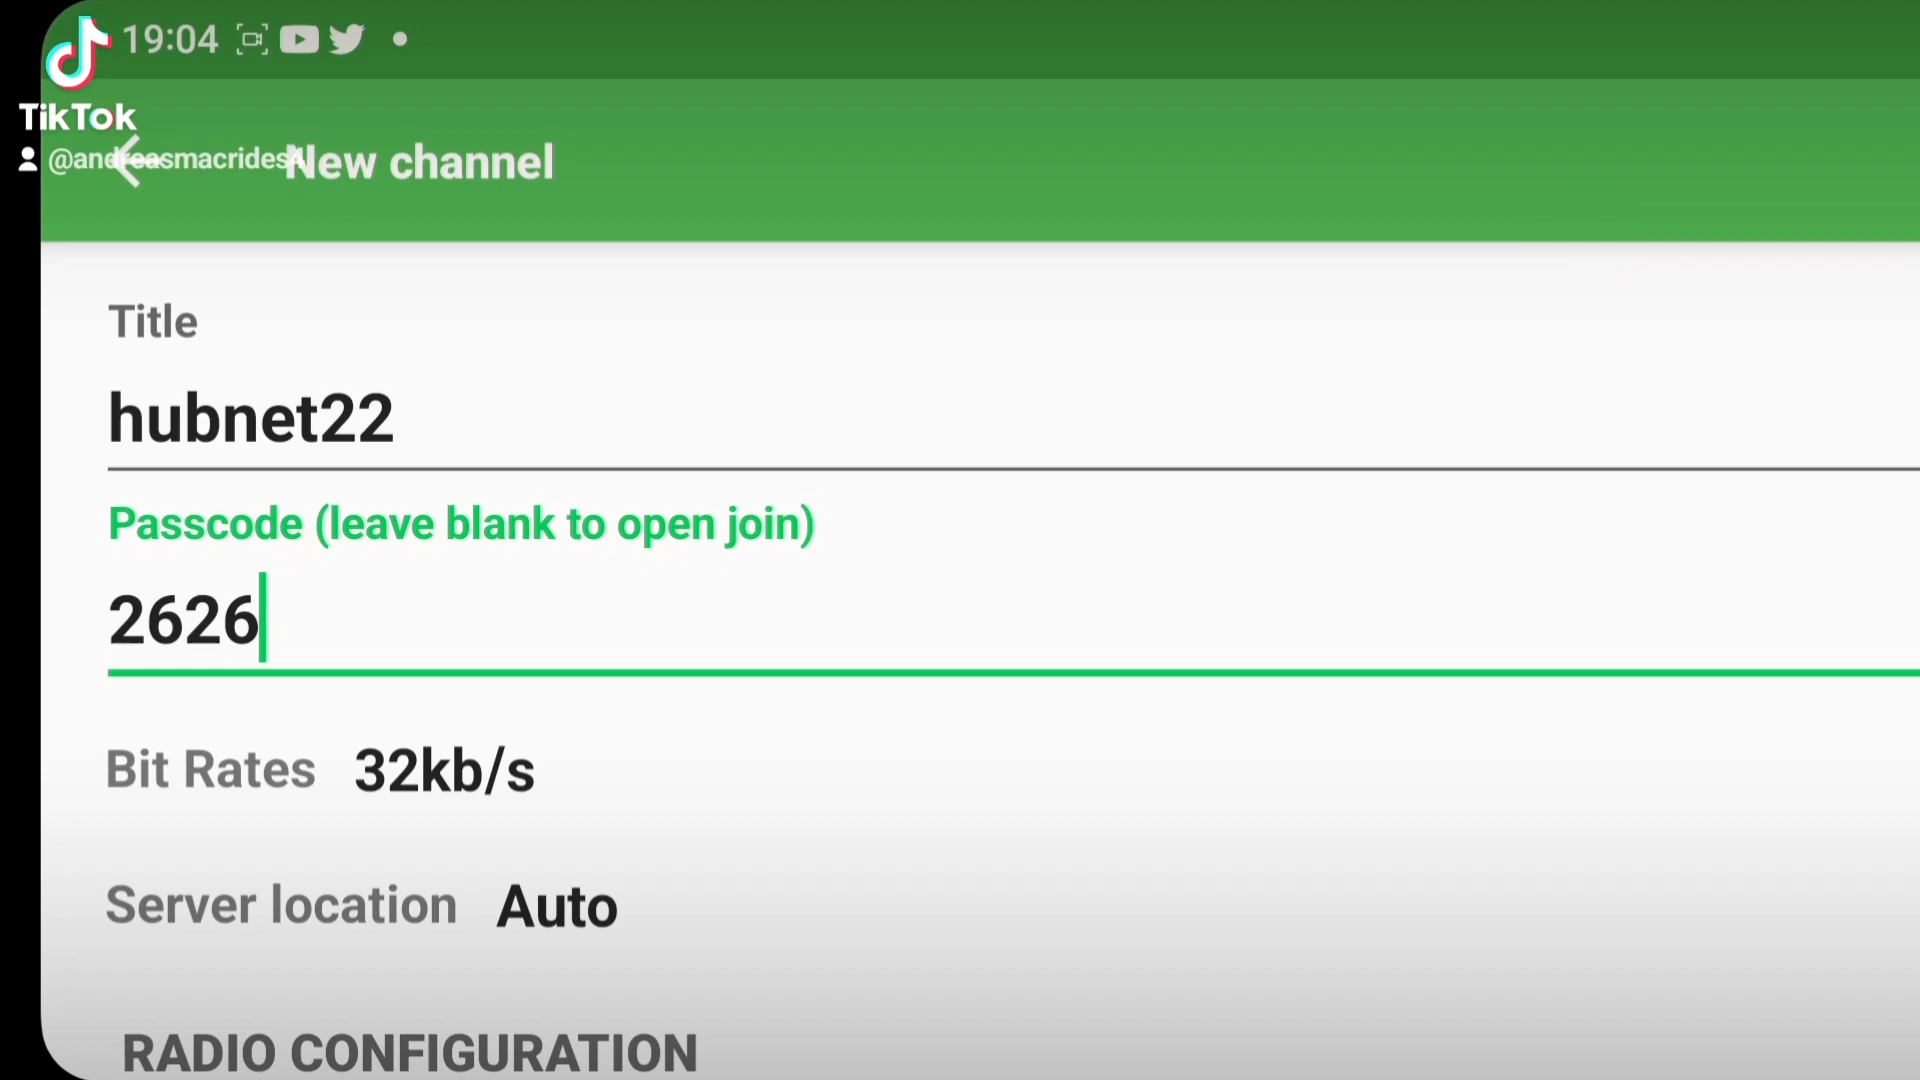 19:04
TikTok
@andreasmacrides4
New channel
Title
hubnet22
Passcode (leave blank to open join)
2626
Bit Rates 32kb/s
Server location Auto
RADIO CONFIGURATION